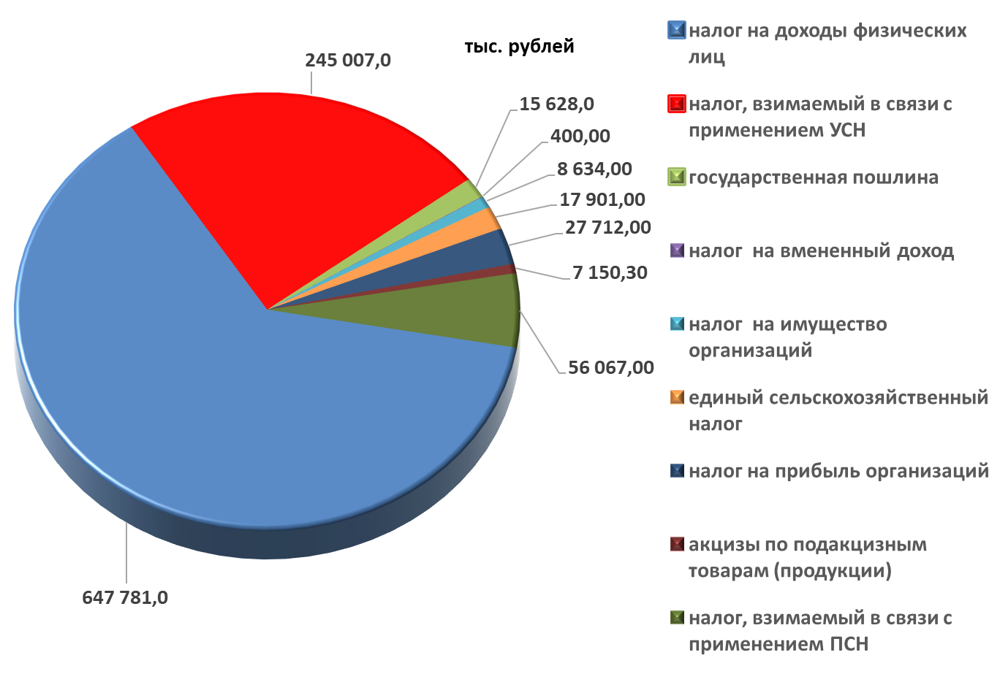 тыс. рублей
245 007,0
15 628,0
400,00
8 634,00
17 901,00
27 712,00
7 150,30
56 067,00
647 781,0
налог на доходы физических
лиц
налог, взимаемый в связи с
применением УСН
государственная пошлина
налог  на вмененный доход
налог  на имущество
организаций
единый сельскохозяйственный
налог
налог на прибыль организаций
акцизы по подакцизным
товарам (продукции)
налог, взимаемый в связи с
применением ПСН